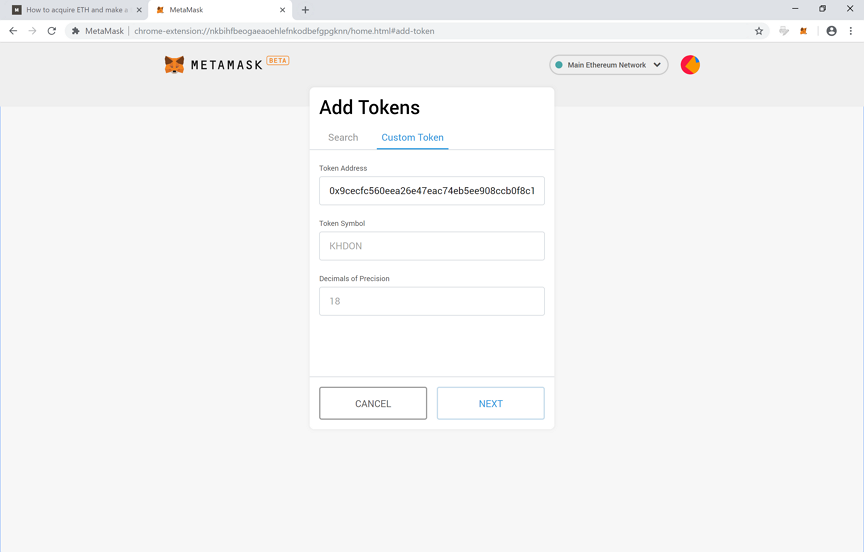 How to acquire ETH and make a
MetaMask
MetaMask
chrome-extension://nkbihfbeogaeaoehlefnkodbefgpgknn/home.html#add-token
METAMASK
BETA
Main Ethereum Network
Add Tokens
Search
Custom Token
Token Address
0x9cecfc560eea26e47eac74eb5ee908ccb0f8c1
Token Symbol
KHDON
Decimals of Precision
18
CANCEL
NEXT